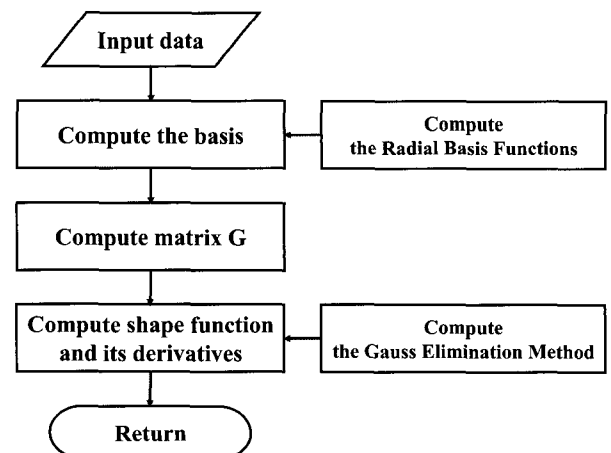 Input data
Compute the basis
Compute
the Radial Basis Functions
Compute matrix G
Compute shape function
and its derivatives
Compute
the Gauss Elimination Method
Return